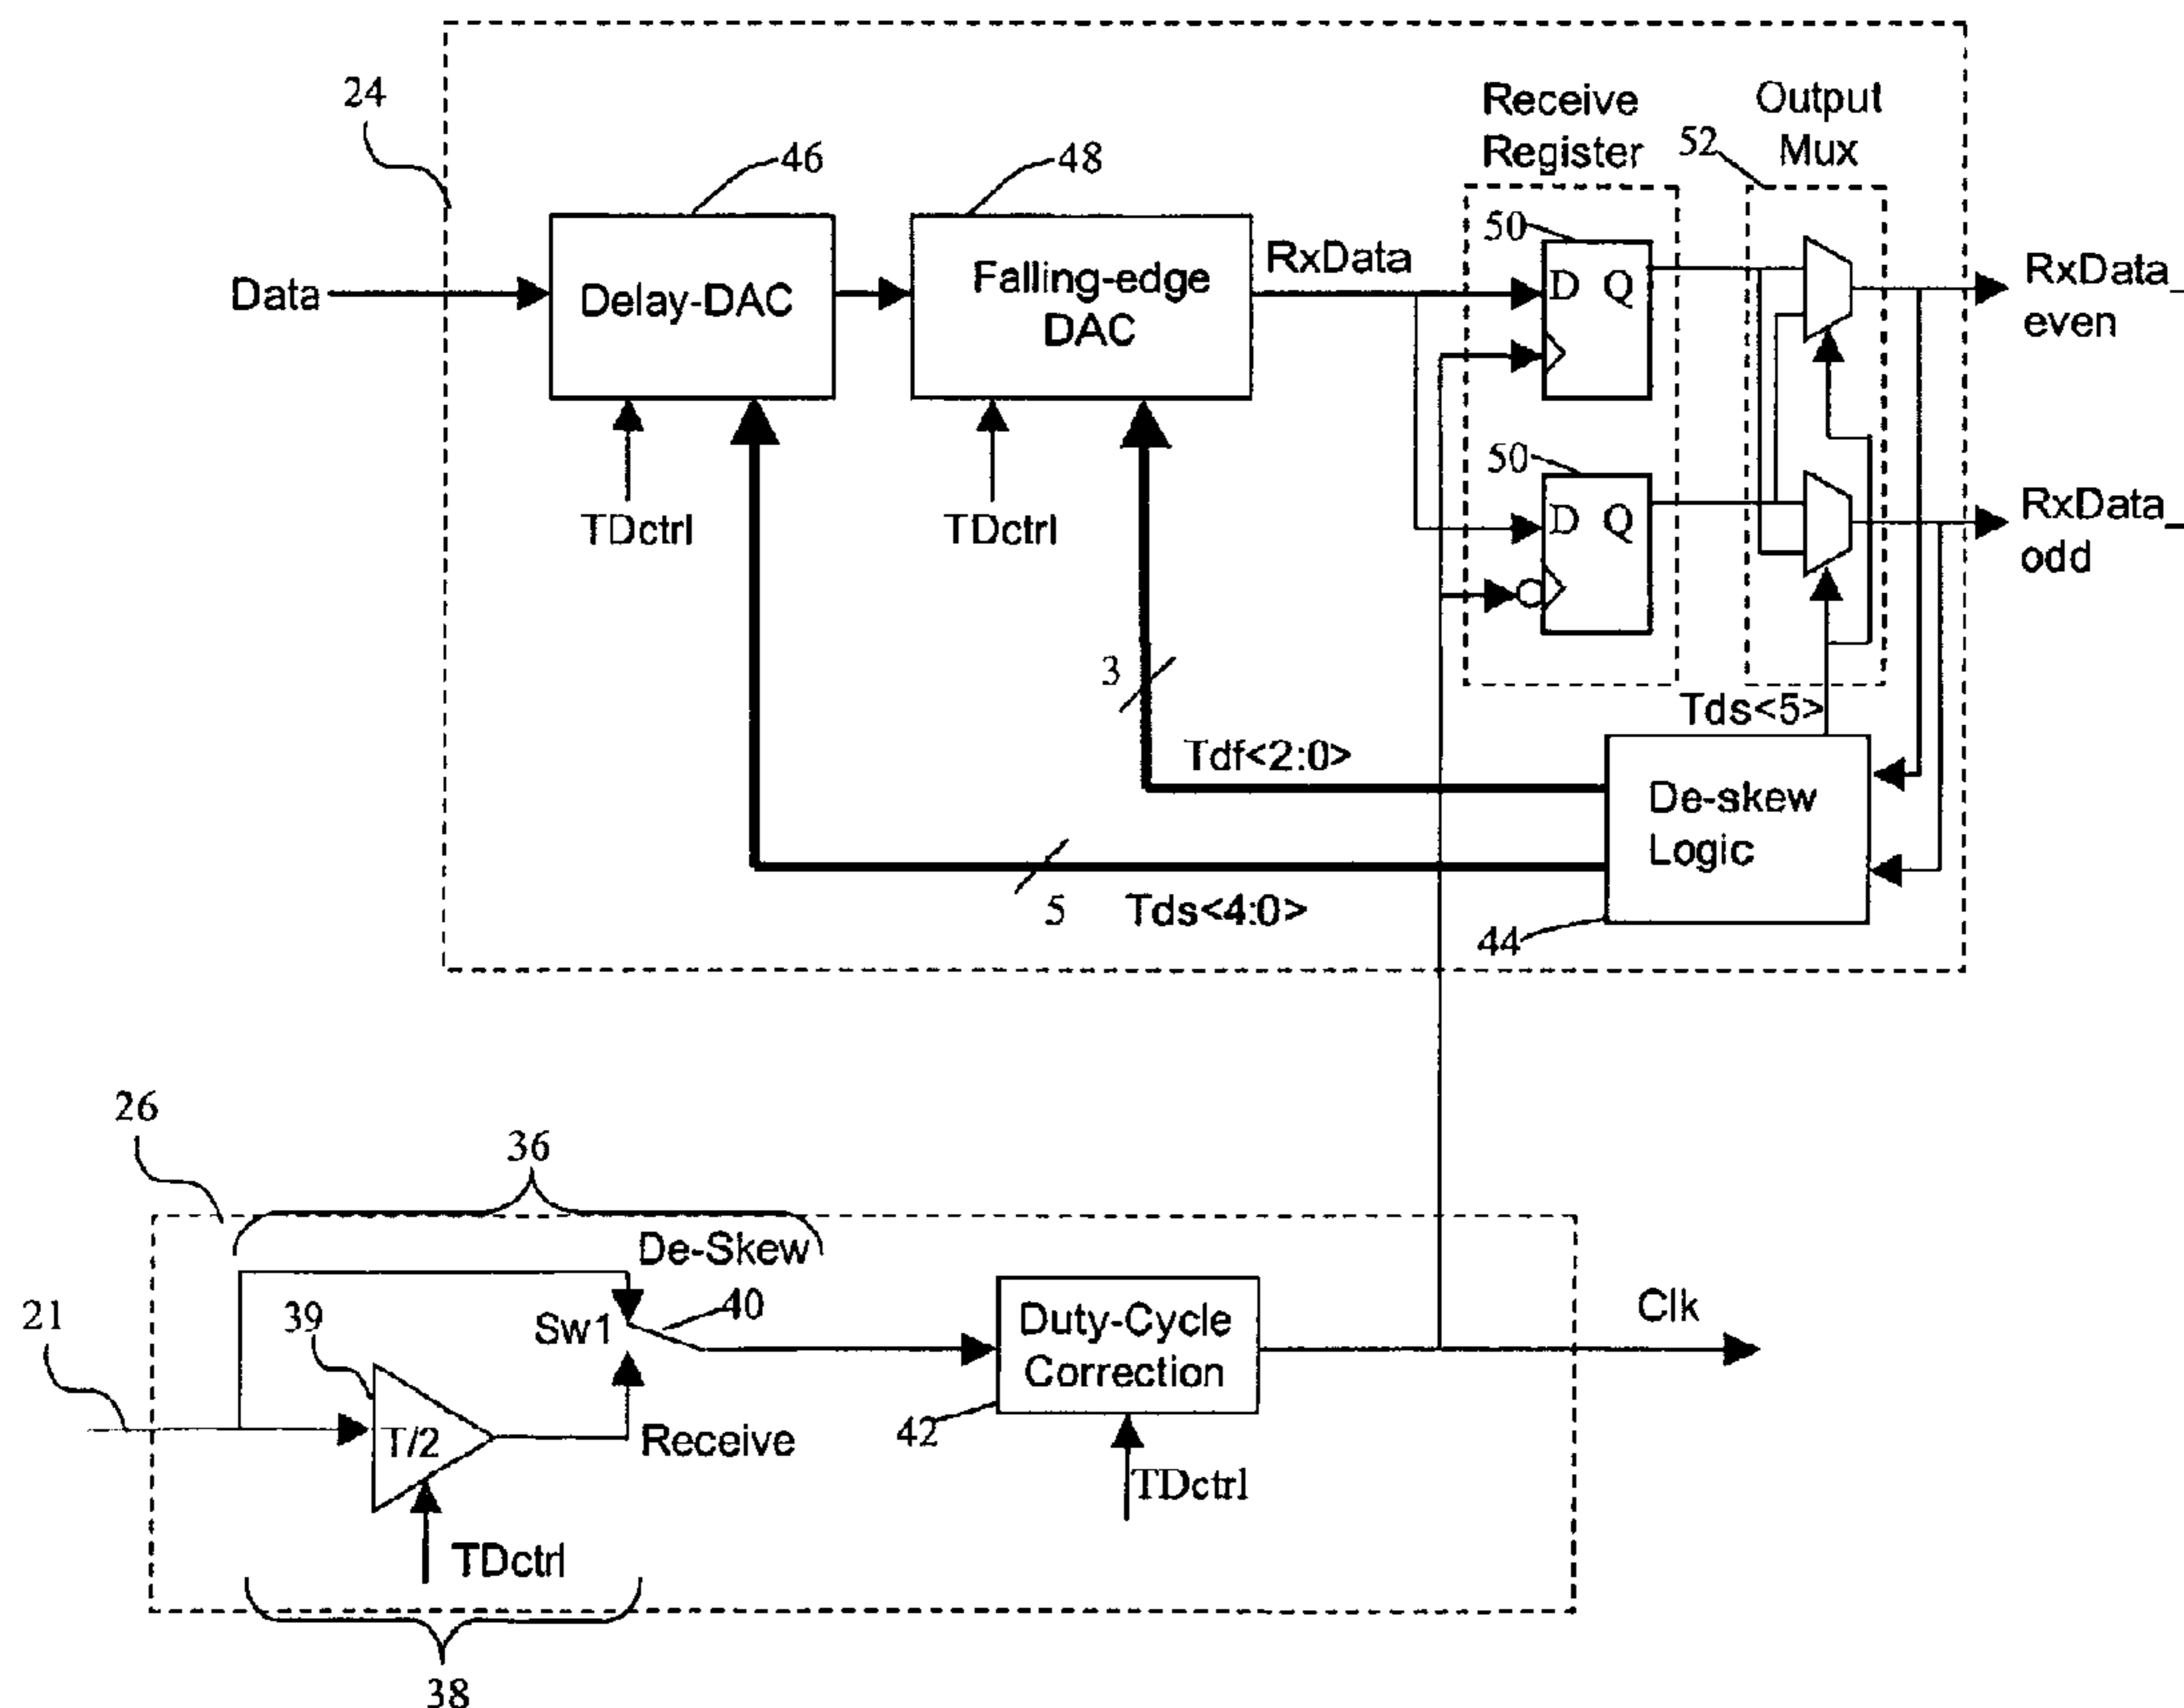 24
Receive
Register
Output
Mux
52
46
48
50
Data
Delay-DAC
Falling-edge
DAC
RxData
D Q
RxData_
even
TDctrl
TDctrl
50
D Q
RxData_
odd
3
Tds<5>
Tdf<2:0>
De-skew
Logic
5
Tds<4:0>
44
26
36
De-Skew
21
39
Sw1
40
Duty-Cycle
Correction
Clk
T/2
Receive
42
TDctrl
TDctrl
38